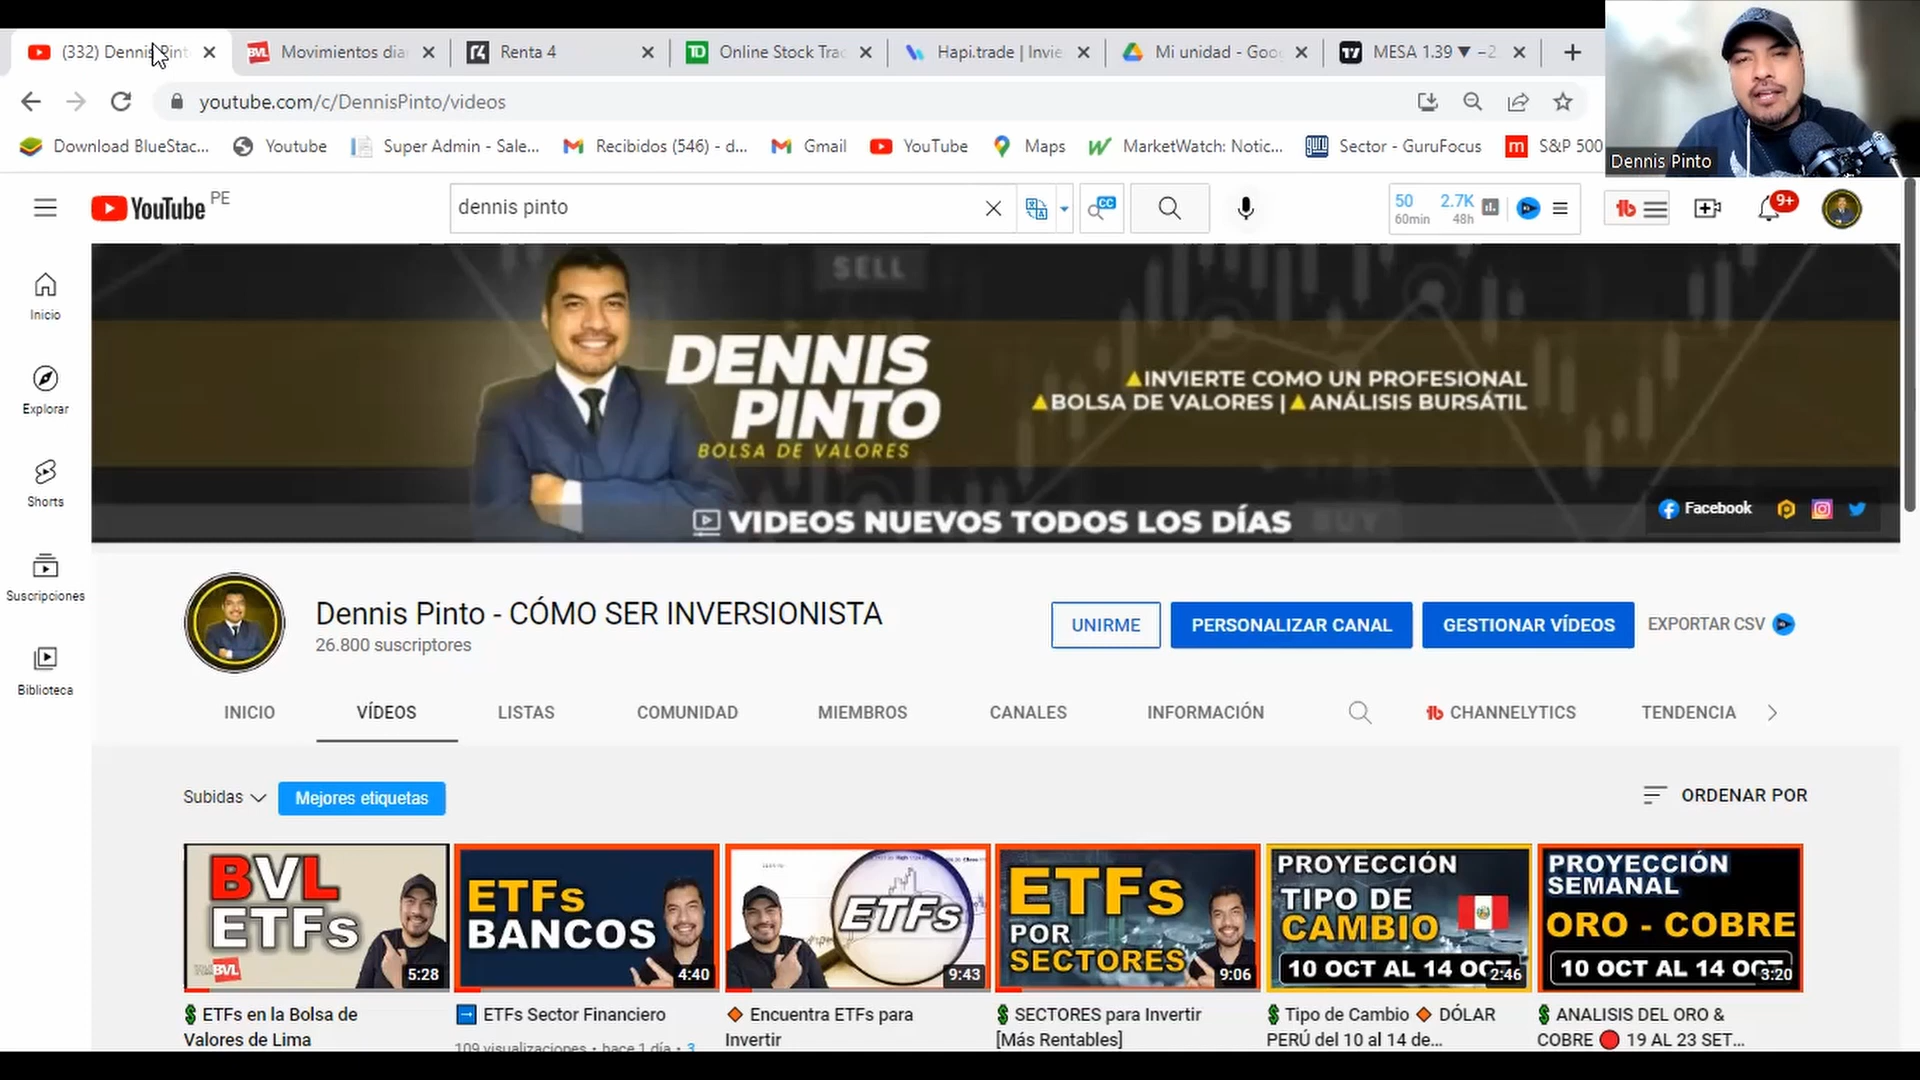 (332) Dennis Pint
Movimientos dia
Renta 4
Online Stock Tra
Hapi.trade | Invie
Mi unidad - Goo
MESA 1.39 ▼ −2
youtube.com/c/DennisPinto/videos
Download BlueStac...
Youtube
Super Admin - Sale...
Recibidos (546) - d...
Gmail
YouTube
Maps
MarketWatch: Notic...
Sector - GuruFocus
S&P 500
Dennis Pinto
YouTube PE
dennis pinto
CC
50
60min
2.7K
48h
9+
Inicio
Explorar
Shorts
Suscripciones
Biblioteca
SELL
DENNIS
PINTO
BOLSA DE VALORES
▲INVIERTE COMO UN PROFESIONAL
▲BOLSA DE VALORES | ▲ANÁLISIS BURSÁTIL
VIDEOS NUEVOS TODOS LOS DÍAS
BUY
Facebook
Dennis Pinto - CÓMO SER INVERSIONISTA
26.800 suscriptores
UNIRME
PERSONALIZAR CANAL
GESTIONAR VÍDEOS
EXPORTAR CSV
INICIO
VÍDEOS
LISTAS
COMUNIDAD
MIEMBROS
CANALES
INFORMACIÓN
CHANNELYTICS
TENDENCIA
Subidas
Mejores etiquetas
ORDENAR POR
BVL
ETFs
BVL
5:28
ETFs
BANCOS
4:40
ETFs
9:43
ETFs
POR
SECTORES
9:06
PROYECCIÓN
TIPO DE
CAMBIO
10 OCT AL 14 OCT
2:46
PROYECCIÓN
SEMANAL
ORO - COBRE
10 OCT AL 14 OCT
3:20
ETFs en la Bolsa de
Valores de Lima
ETFs Sector Financiero
109 visualizaciones • hace 1 día • 3
Encuentra ETFs para
Invertir
SECTORES para Invertir
[Más Rentables]
Tipo de Cambio 🔶 DÓLAR
PERÚ del 10 al 14 de...
ANALISIS DEL ORO &
COBRE 🔴 19 AL 23 SET...